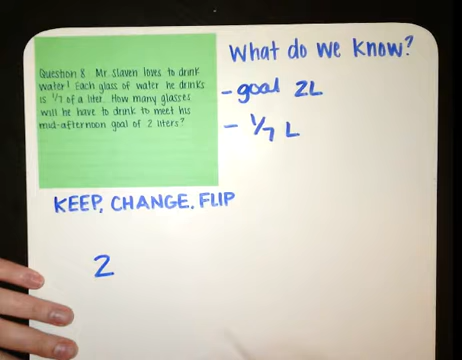 Question 8 Mr. Slaven loves to drink
water! Each glass of water he drinks
is 1/7 of a liter. How many glasses
will he have to drink to meet his
mid-afternoon goal of 2 liters?
What do we know?
- goal 2L
- 1/7 L
KEEP, CHANGE, FLIP
2